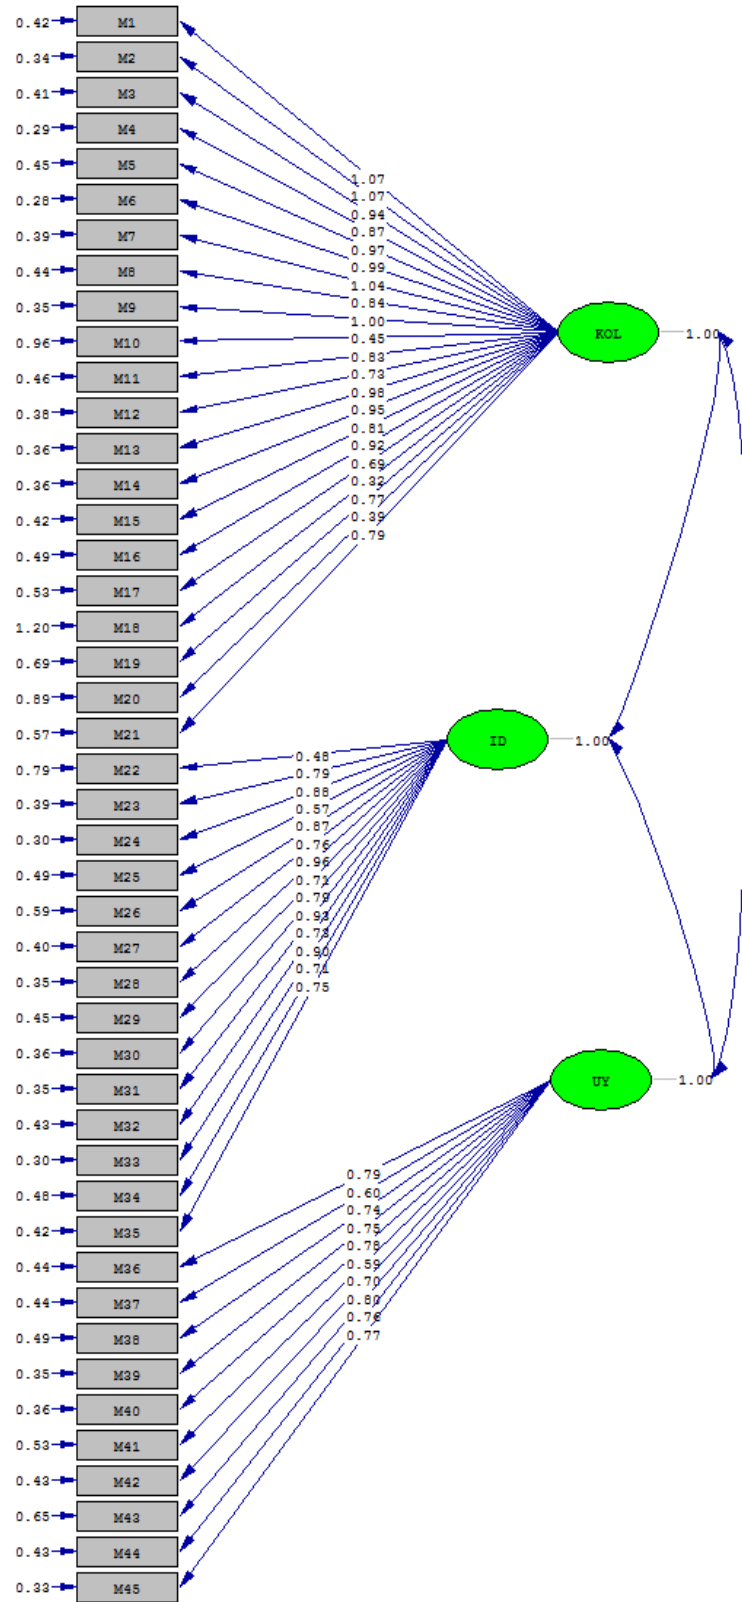 0.42 M1
0.34 M2
0.41 M3
0.29 M4
0.45 M5
0.28 M6
0.39 M7
0.44 M8
0.35 M9
0.96 M10
0.46 M11
0.38 M12
0.36 M13
0.36 M14
0.42 M15
0.49 M16
0.53 M17
1.20 M18
0.69 M19
0.89 M20
0.57 M21
0.79 M22
0.39 M23
0.30 M24
0.49 M25
0.59 M26
0.40 M27
0.35 M28
0.45 M29
0.36 M30
0.35 M31
0.43 M32
0.30 M33
0.48 M34
0.42 M35
0.44 M36
0.44 M37
0.49 M38
0.35 M39
0.36 M40
0.53 M41
0.43 M42
0.65 M43
0.43 M44
0.33 M45
1.07
1.07
0.94
0.87
0.97
0.99
1.04
0.84
1.00
0.45
0.83
0.73
0.98
0.95
0.81
0.92
0.69
0.32
0.77
0.39
0.79
KOL 1.00
0.48
0.79
0.88
0.57
0.87
0.76
0.96
0.71
0.79
0.93
0.73
0.90
0.71
0.75
ID 1.00
0.79
0.60
0.74
0.75
0.78
0.59
0.70
0.80
0.76
0.77
UY 1.00